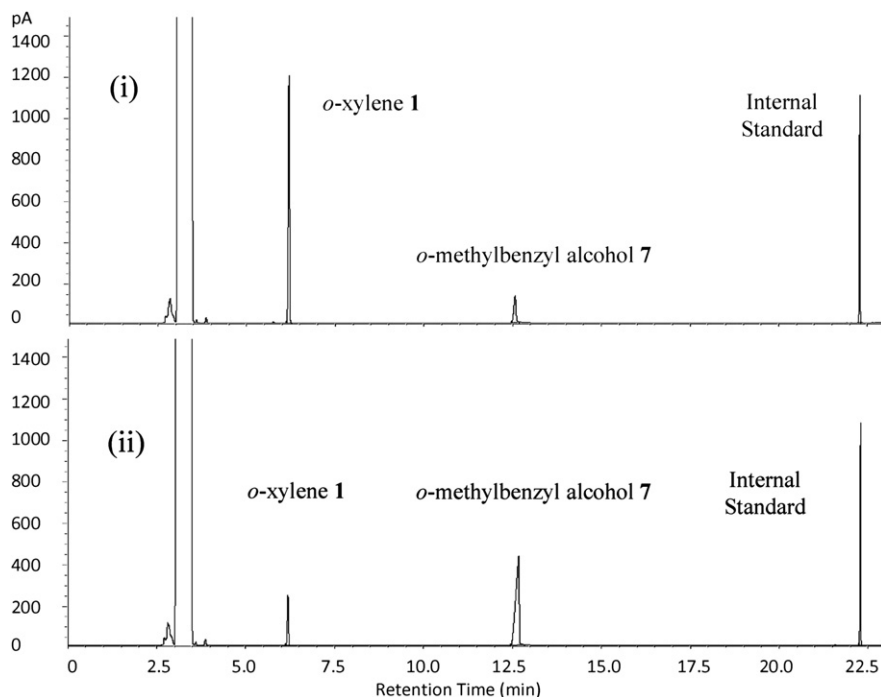 pA
1400
1200
(i)
o-xylene 1
Internal
Standard
1000
800
600
o-methylbenzyl alcohol 7
400
200
0
1400
1200
1000
(ii)
o-xylene 1
o-methylbenzyl alcohol 7
Internal
Standard
800
600
400
200
0
0 2.5 5.0 7.5 10.0 12.5 15.0 17.5 20.0 22.5
Retention Time (min)